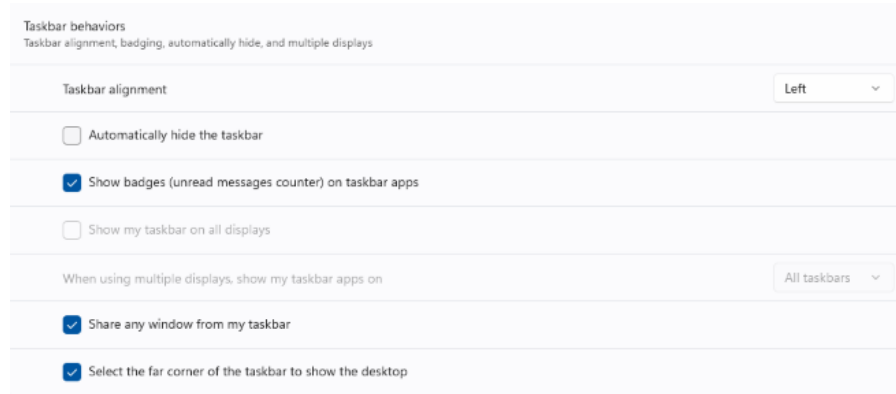 Taskbar behaviors
Taskbar alignment, badging, automatically hide, and multiple displays
Taskbar alignment
Left
Automatically hide the taskbar
Show badges (unread messages counter) on taskbar apps
Show my taskbar on all displays
When using multiple displays, show my taskbar apps on
All taskbars
Share any window from my taskbar
Select the far corner of the taskbar to show the desktop